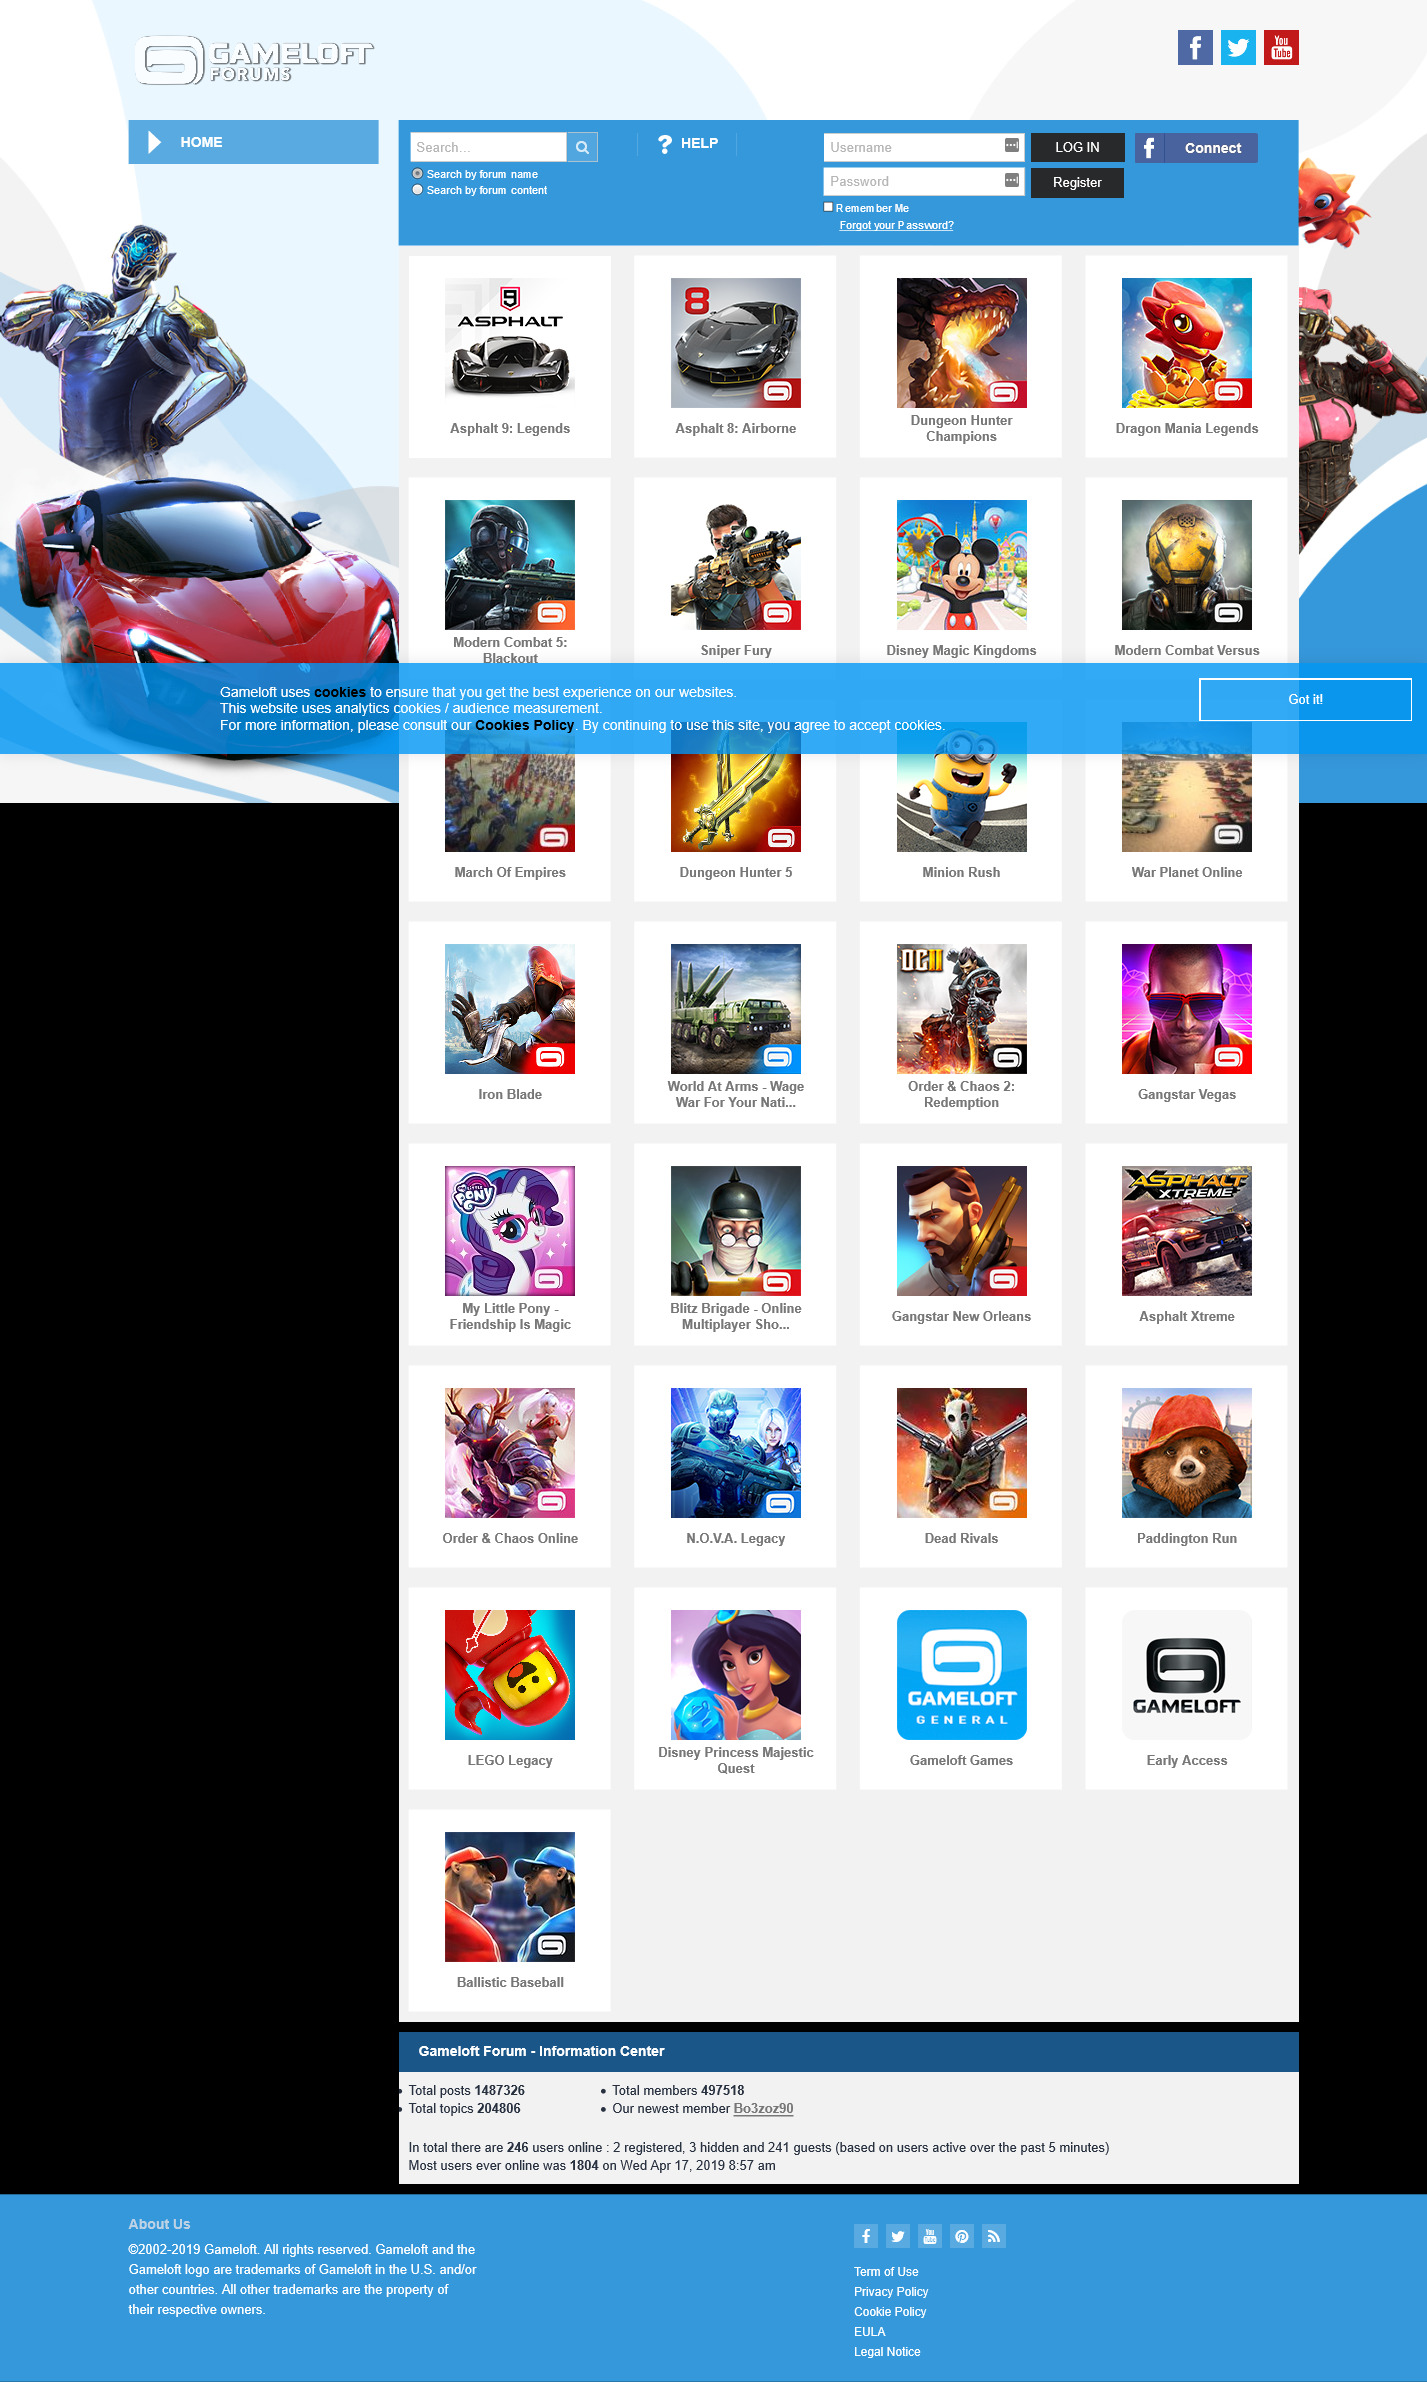 GAMELOFT
FORUMS
You
Tube
HOME
Search...
Search by forum name
Search by forum content
? HELP
Username
Password
Remember Me
Forgot your Password?
LOG IN
Register
Connect
9
ASPHALT
8
Asphalt 9: Legends
Asphalt 8: Airborne
Dungeon Hunter
Champions
Dragon Mania Legends
Modern Combat 5:
Blackout
Sniper Fury
Disney Magic Kingdoms
Modern Combat Versus
Gameloft uses cookies to ensure that you get the best experience on our websites.
This website uses analytics cookies / audience measurement.
For more information, please consult our Cookies Policy. By continuing to use this site, you agree to accept cookies.
Got it!
March Of Empires
Dungeon Hunter 5
Minion Rush
War Planet Online
OC II
Iron Blade
World At Arms - Wage
War For Your Nati...
Order & Chaos 2:
Redemption
Gangstar Vegas
MY LITTLE
PONY
ASPHALT
XTREME
My Little Pony -
Friendship Is Magic
Blitz Brigade - Online
Multiplayer Sho...
Gangstar New Orleans
Asphalt Xtreme
Order & Chaos Online
N.O.V.A. Legacy
Dead Rivals
Paddington Run
GAMELOFT
GENERAL
GAMELOFT
LEGO Legacy
Disney Princess Majestic
Quest
Gameloft Games
Early Access
Ballistic Baseball
Gameloft Forum - Information Center
Total posts 1487326
Total members 497518
Total topics 204806
Our newest member Bo3zoz90
In total there are 246 users online : 2 registered, 3 hidden and 241 guests (based on users active over the past 5 minutes)
Most users ever online was 1804 on Wed Apr 17, 2019 8:57 am
About Us
©2002-2019 Gameloft. All rights reserved. Gameloft and the
Gameloft logo are trademarks of Gameloft in the U.S. and/or
other countries. All other trademarks are the property of
their respective owners.
You
Tube
Term of Use
Privacy Policy
Cookie Policy
EULA
Legal Notice